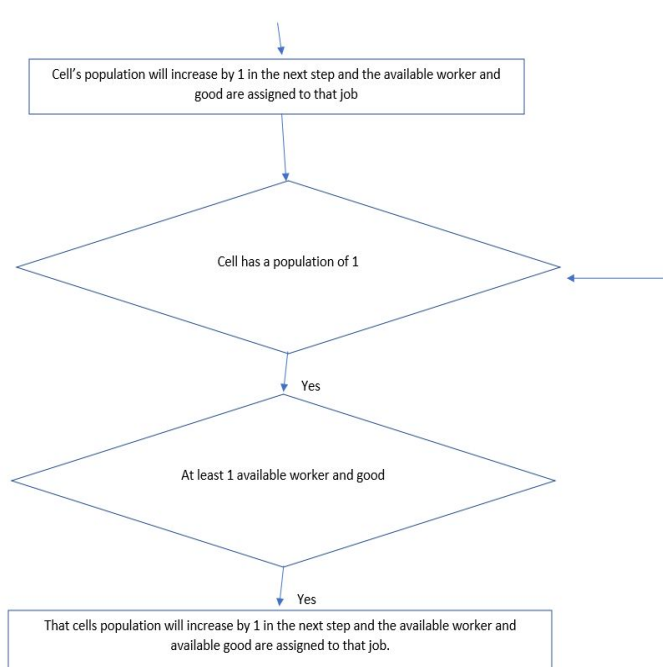 Cell’s population will increase by 1 in the next step and the available worker and
good are assigned to that job
Cell has a population of 1
Yes
At least 1 available worker and good
Yes
That cells population will increase by 1 in the next step and the available worker and
available good are assigned to that job.